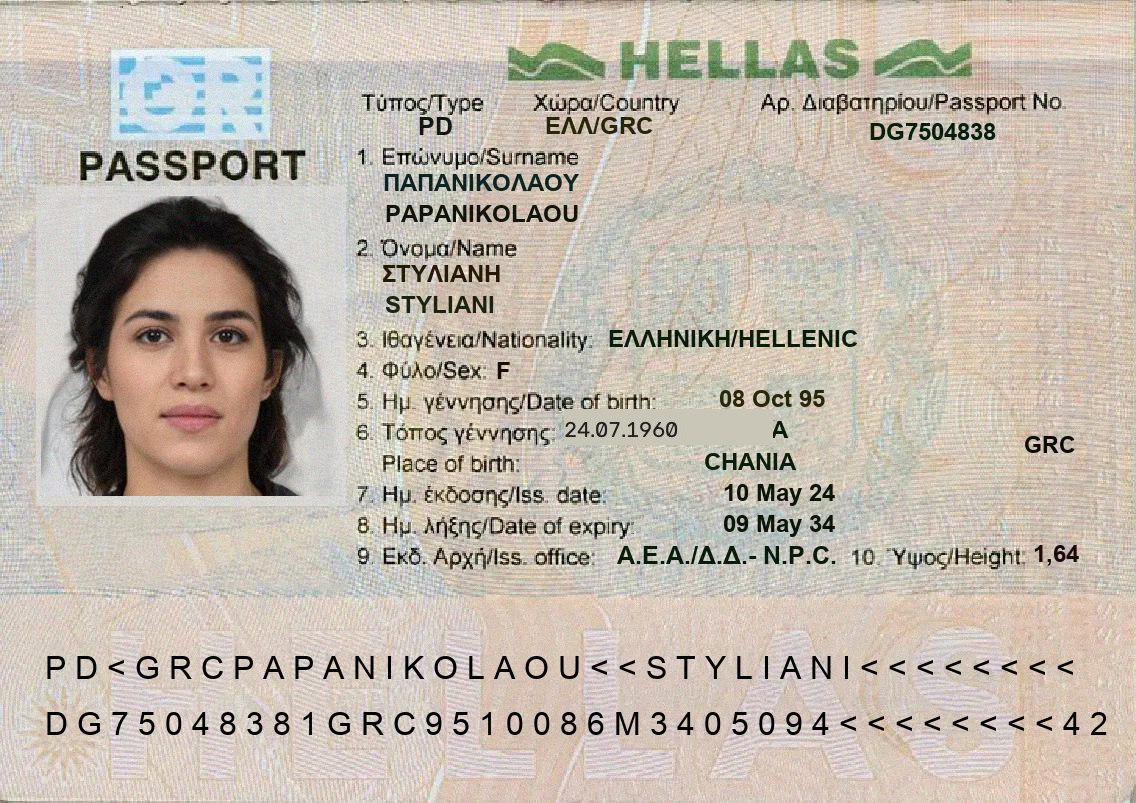 GR
PASSPORT
HELLAS
Τύπος/Type Χώρα/Country Αρ. Διαβατηρίου/Passport No.
PD ΕΛΛ/GRC DG7504838
1. Επώνυμο/Surname
ΠΑΠΑΝΙΚΟΛΑΟΥ
PAPANIKOLAOU
2. Όνομα/Name
ΣΤΥΛΙΑΝΗ
STYLIANI
3. Ιθαγένεια/Nationality: ΕΛΛΗΝΙΚΗ/HELLENIC
4. Φύλο/Sex: F
5. Ημ. γέννησης/Date of birth: 08 Oct 95
6. Τόπος γέννησης: 24.07.1960 Α
GRC
Place of birth: CHANIA
7. Ημ. έκδοσης/Iss. date: 10 May 24
8. Ημ. λήξης/Date of expiry: 09 May 34
9 Εκδ. Αρχή/Iss. office: Α.Ε.Α./Δ.Δ.- N.P.C. 10. Ύψος/Height: 1,64
HELLAS
PD<GRCPAPANIKOLAOU<<STYLIANI<<<<<<<<
DG75048381GRC9510086M3405094<<<<<<<<42